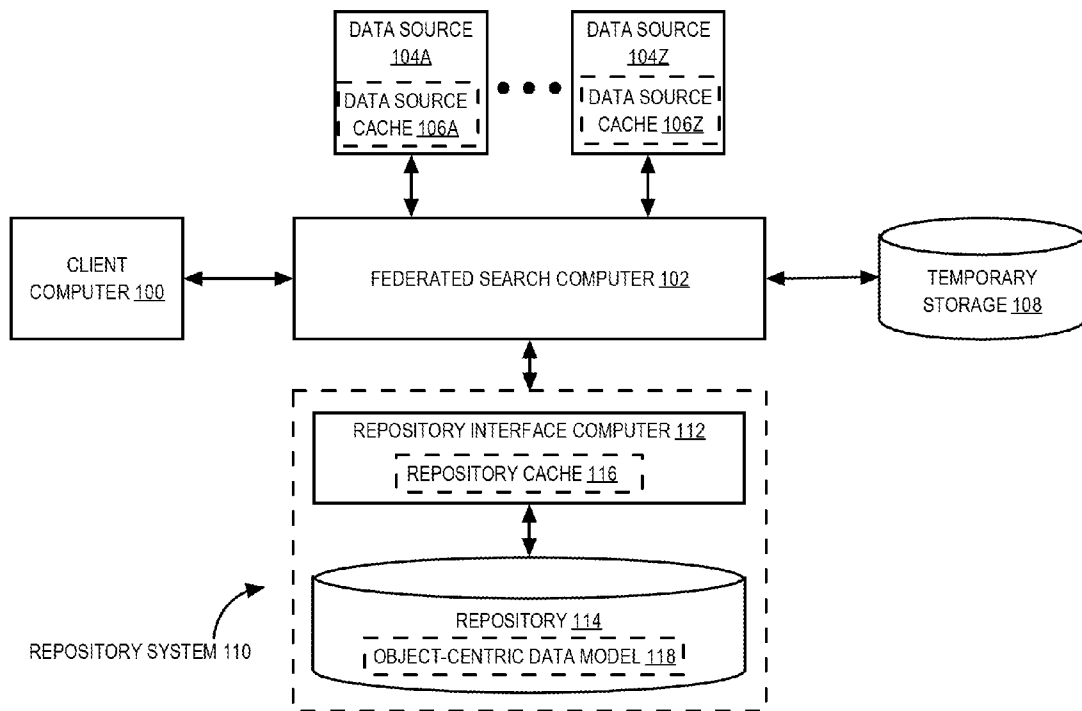 DATA SOURCE
104A
DATA SOURCE
CACHE 106A
DATA SOURCE
104Z
DATA SOURCE
CACHE 106Z
CLIENT
COMPUTER 100
FEDERATED SEARCH COMPUTER 102
TEMPORARY
STORAGE 108
REPOSITORY INTERFACE COMPUTER 112
REPOSITORY CACHE 116
REPOSITORY 114
OBJECT-CENTRIC DATA MODEL 118
REPOSITORY SYSTEM 110